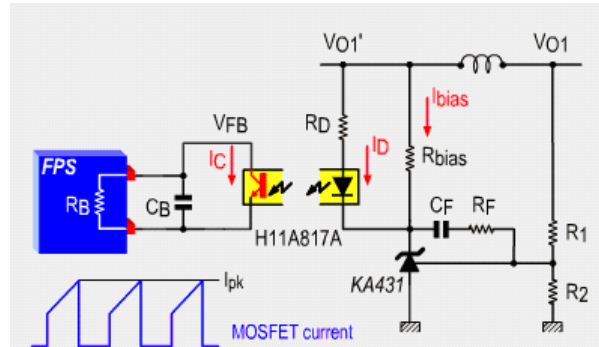 VO1'
VO1
Ibias
RD
VFB
ID
Rbias
FPS
IC
RB
CB
CF
RF
H11A817A
R1
KA431
R2
Ipk
MOSFET current